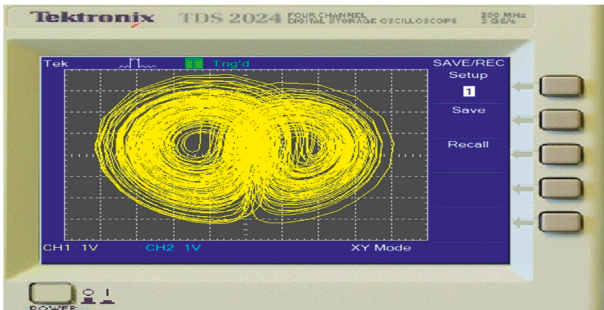 Tektronix TDS 2024 FOUR CHANNEL DIGITAL STORAGE OSCILLOSCOPE 200 MHz 2 GS/s
Tek Trig'd SAVE/REC
Setup
1
Save
Recall
CH1 1V CH2 1V XY Mode
POWER